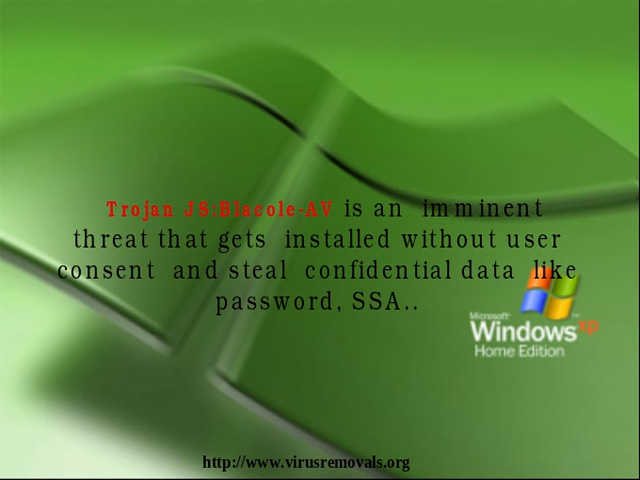 Trojan JS:Blacole-AV is an imminent
threat that gets installed without user
consent and steal confidential data like
password, SSA..
Microsoft
Windows xp
Home Edition
http://www.virusremovals.org